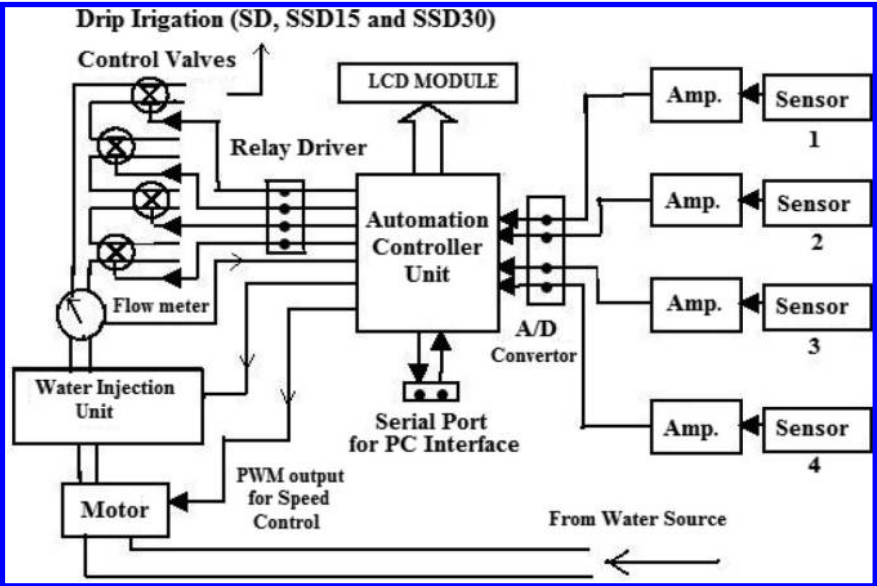 Drip Irigation (SD, SSD15 and SSD30)
Control Valves
LCD MODULE
Amp.
Sensor
1
Relay Driver
Amp.
Sensor
2
Automation
Controller
Unit
Flow meter
Amp.
Sensor
3
A/D
Convertor
Water Injection
Unit
Serial Port
for PC Interface
Amp.
Sensor
4
PWM output
for Speed
Control
Motor
From Water Source